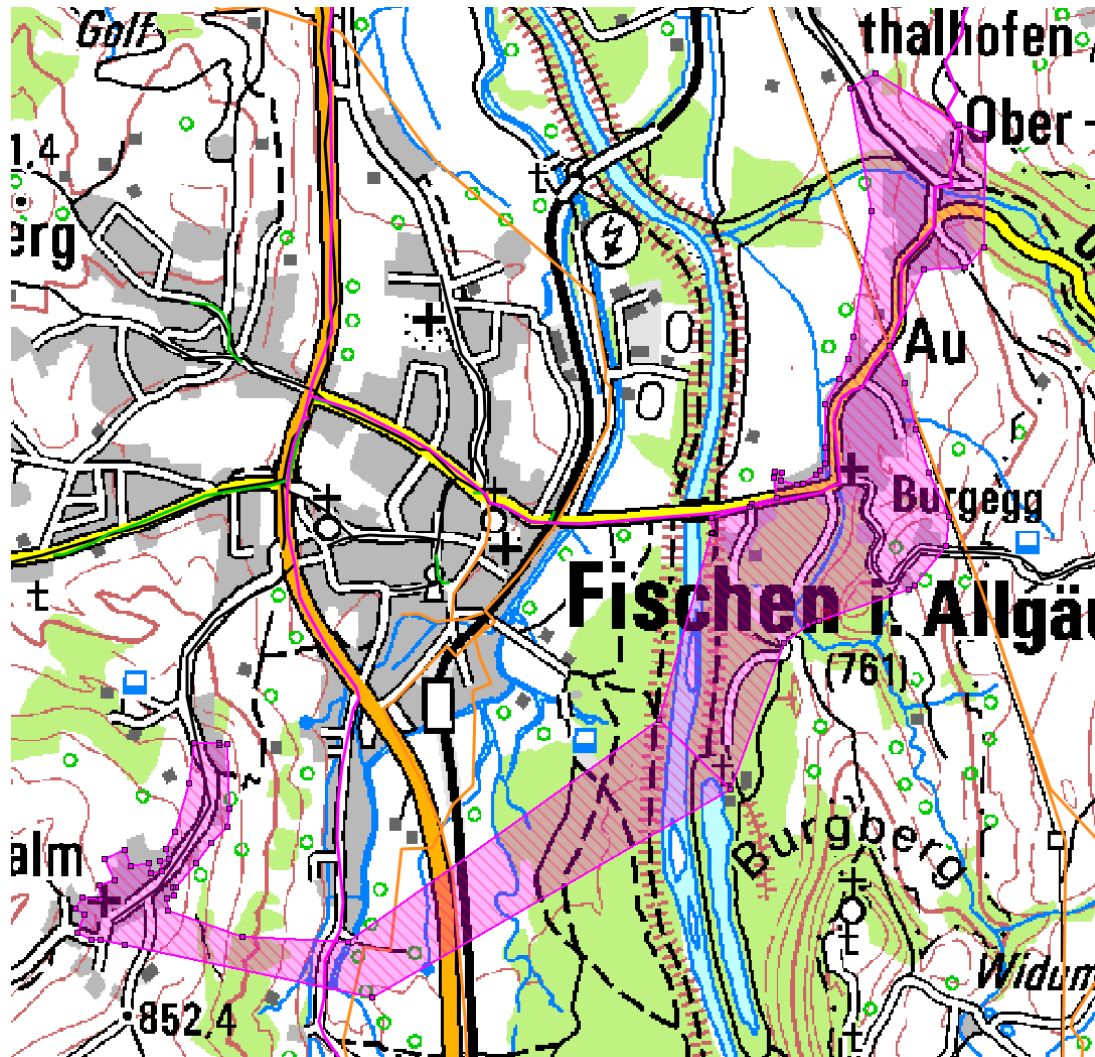 Golf
thalhofen
Ober-
1,4
erg
Au
Burgegg
t
Fischen i. Allgäu
(761)
alm
Burgberg
t
Widum
852,4
t